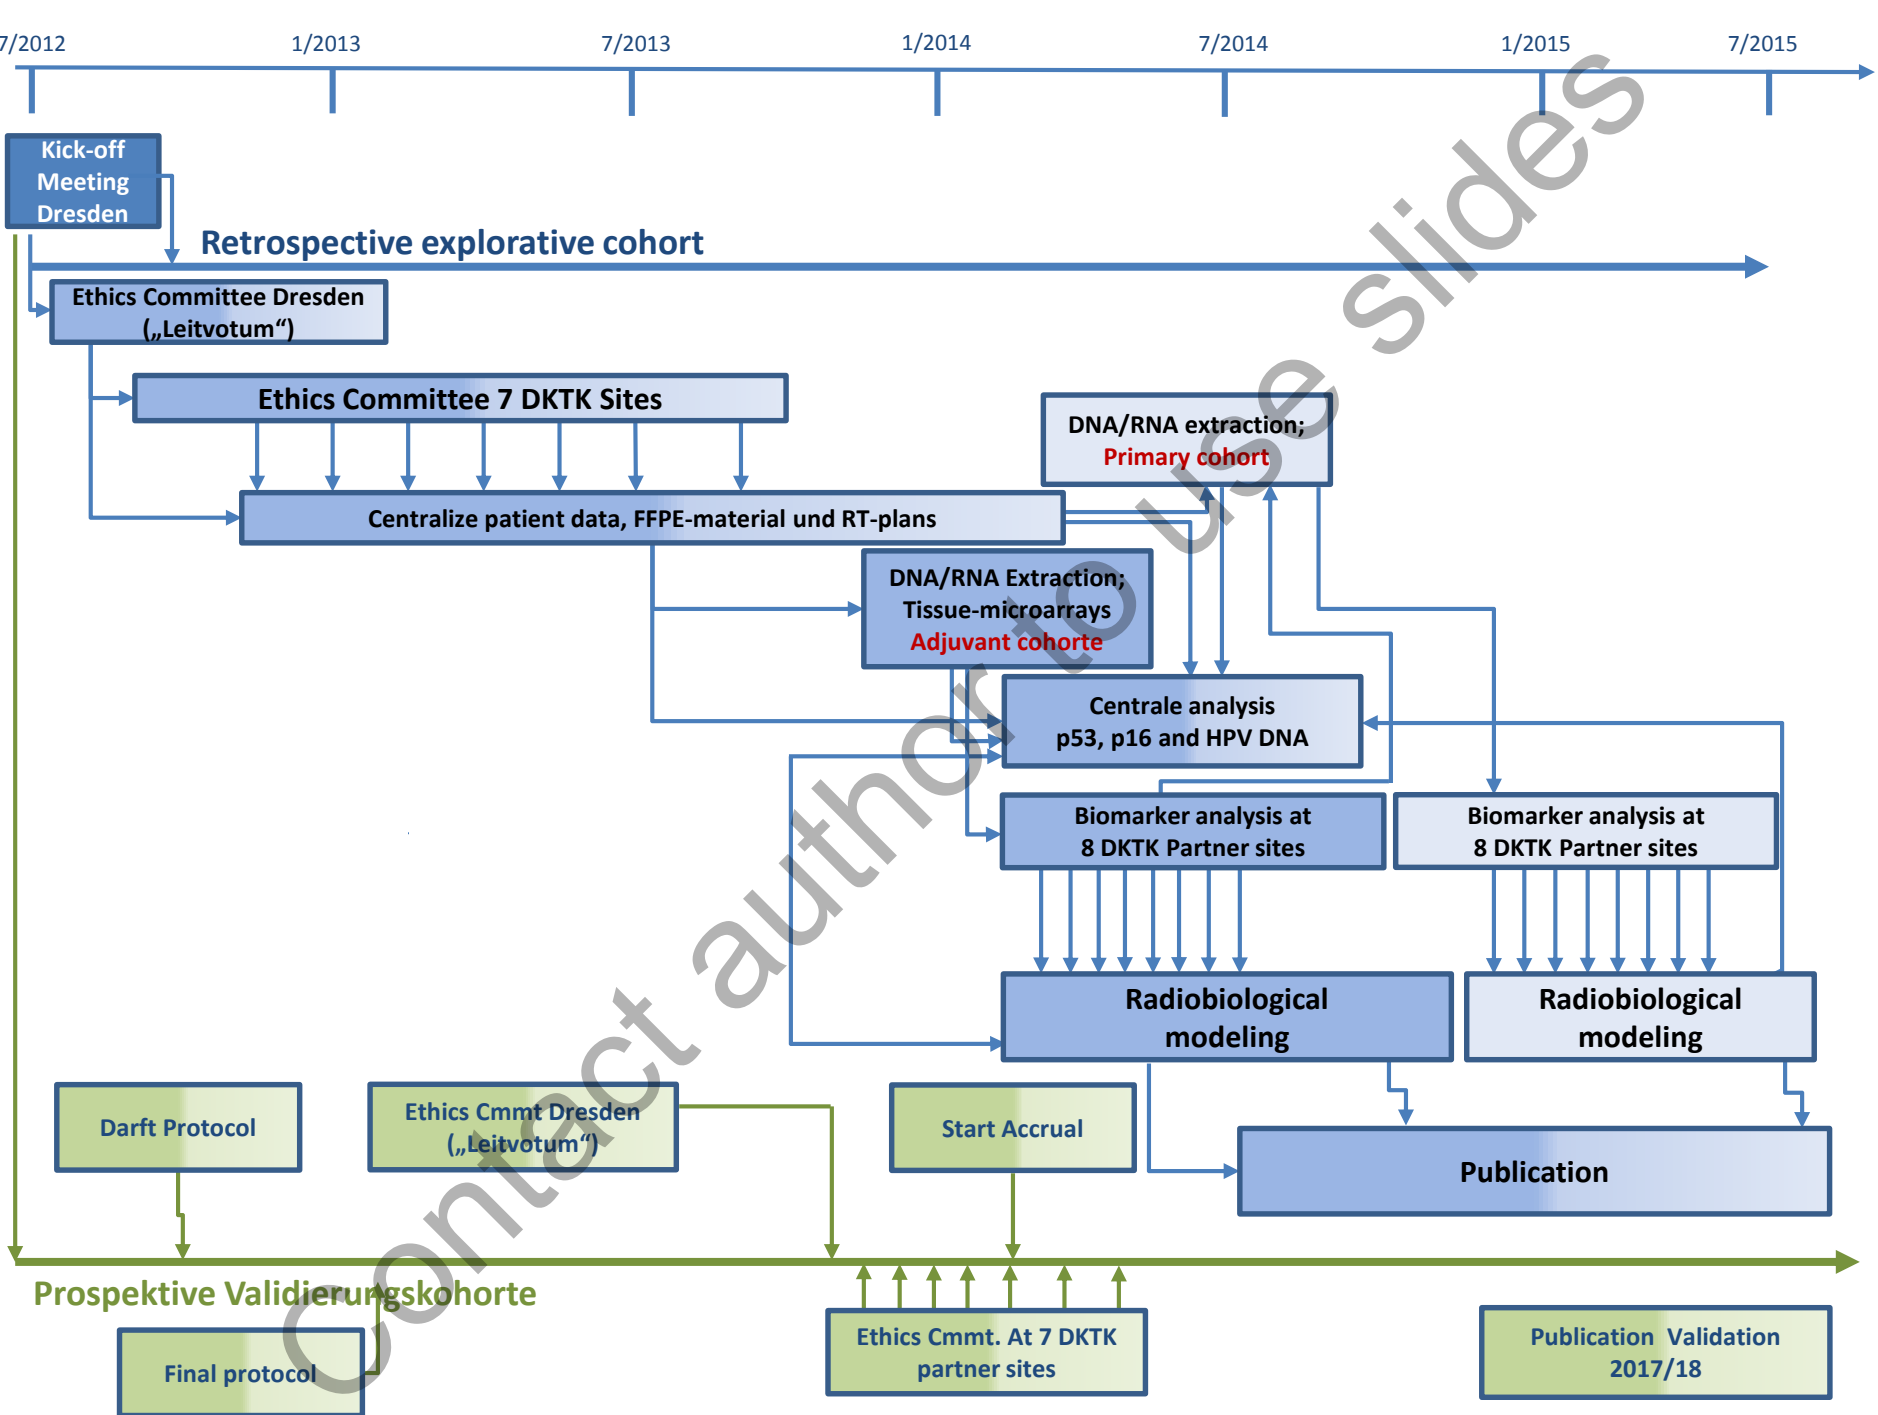 7/2012
1/2013
7/2013
1/2014
7/2014
1/2015
7/2015
Kick-off
Meeting
Dresden
Retrospective explorative cohort
Ethics Committee Dresden
(„Leitvotum“)
Ethics Committee 7 DKTK Sites
DNA/RNA extraction;
Primary cohort
Centralize patient data, FFPE-material und RT-plans
DNA/RNA Extraction;
Tissue-microarrays
Adjuvant cohorte
Centrale analysis
p53, p16 and HPV DNA
Biomarker analysis at
8 DKTK Partner sites
Biomarker analysis at
8 DKTK Partner sites
Radiobiological
modeling
Radiobiological
modeling
Darft Protocol
Ethics Cmmt Dresden
(„Leitvotum“)
Start Accrual
Publication
Prospektive Validierungskohorte
Final protocol
Ethics Cmmt. At 7 DKTK
partner sites
Publication Validation
2017/18
Contact author to use slides